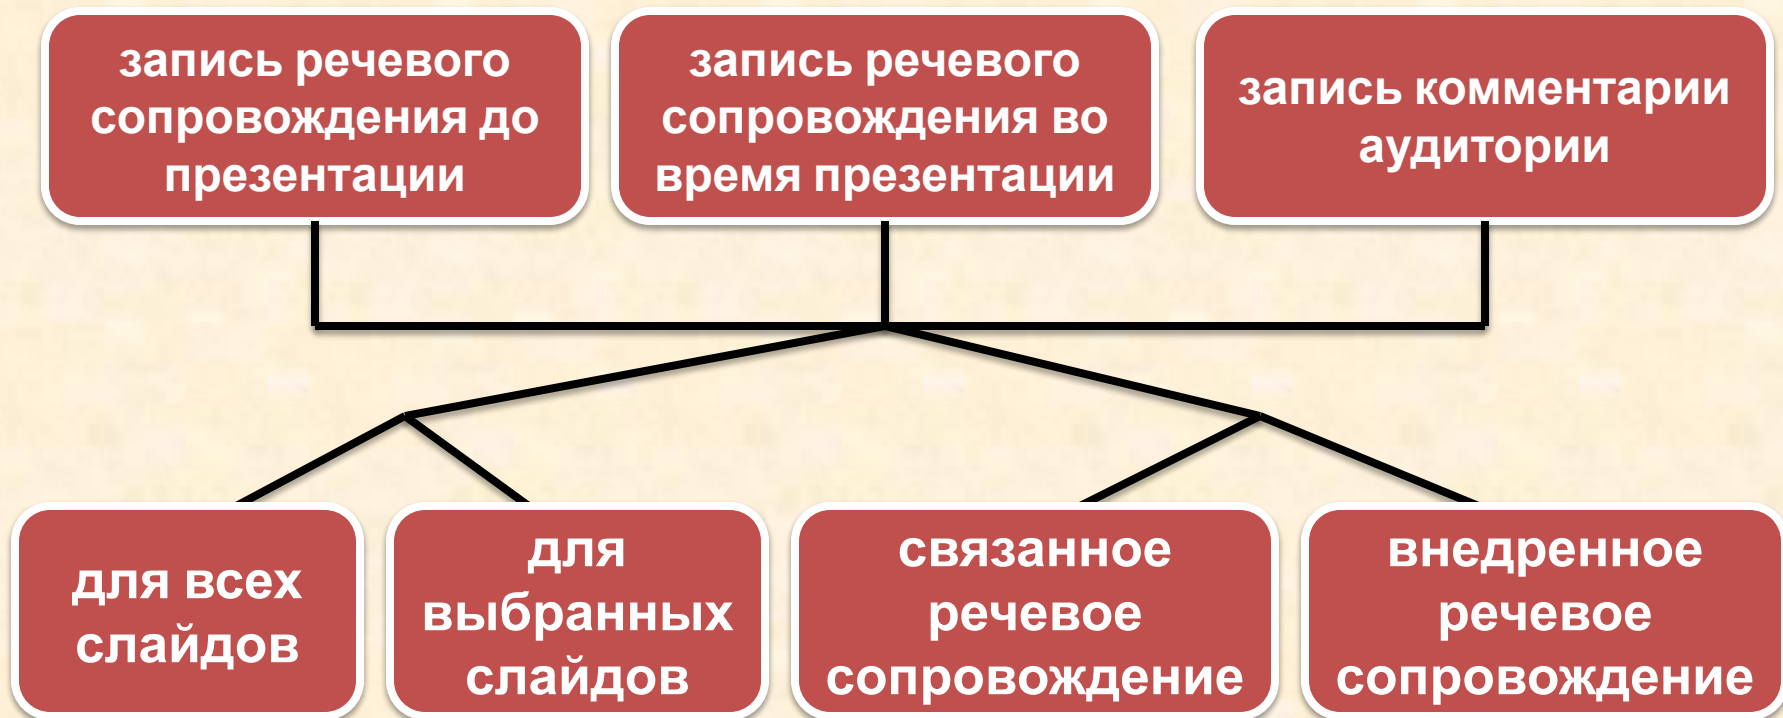 запись речевого
сопровождения до
презентации
запись речевого
сопровождения во
время презентации
запись комментарии
аудитории
для всех
слайдов
для
выбранных
слайдов
связанное
речевое
сопровождение
внедренное
речевое
сопровождение